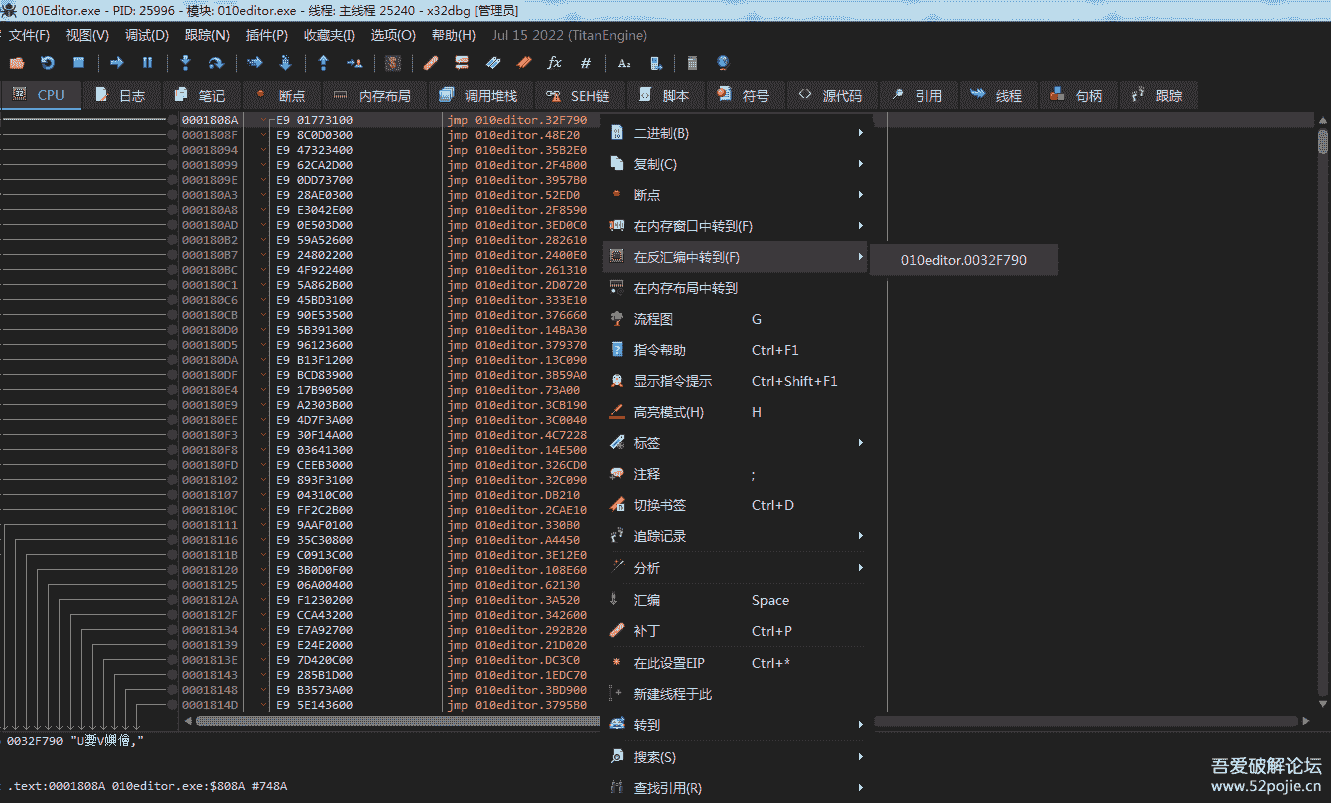 010Editor.exe - PID: 25996 - 模块: 010editor.exe - 线程: 主线程 25240 - x32dbg [管理员]
文件(F) 视图(V) 调试(D) 跟踪(N) 插件(P) 收藏夹(I) 选项(O) 帮助(H) Jul 15 2022 (TitanEngine)
CPU 日志 笔记 断点 内存布局 调用堆栈 SEH链 脚本 符号 源代码 引用 线程 句柄 跟踪
0001808A E9 01773100 jmp 010editor.32F790
0001808F E9 8C0D0300 jmp 010editor.48E20
00018094 E9 47323400 jmp 010editor.35B2E0
00018099 E9 62CA2D00 jmp 010editor.2F4B00
0001809E E9 0DD73700 jmp 010editor.3957B0
000180A3 E9 28AE0300 jmp 010editor.52ED0
000180A8 E9 E3042E00 jmp 010editor.2F8590
000180AD E9 0E503D00 jmp 010editor.3ED0C0
000180B2 E9 59A52600 jmp 010editor.282610
000180B7 E9 24802200 jmp 010editor.2400E0
000180BC E9 4F922400 jmp 010editor.261310
000180C1 E9 5A862B00 jmp 010editor.2D0720
000180C6 E9 45BD3100 jmp 010editor.333E10
000180CB E9 90E53500 jmp 010editor.376660
000180D0 E9 5B391300 jmp 010editor.14BA30
000180D5 E9 96123600 jmp 010editor.379370
000180DA E9 B13F1200 jmp 010editor.13C090
000180DF E9 BCD83900 jmp 010editor.3B59A0
000180E4 E9 17B90500 jmp 010editor.73A00
000180E9 E9 A2303B00 jmp 010editor.3CB190
000180EE E9 4D7F3A00 jmp 010editor.3C0040
000180F3 E9 30F14A00 jmp 010editor.4C7228
000180F8 E9 03641300 jmp 010editor.14E500
000180FD E9 CEEB3000 jmp 010editor.326CD0
00018102 E9 893F3100 jmp 010editor.32C090
00018107 E9 04310C00 jmp 010editor.DB210
0001810C E9 FF2C2B00 jmp 010editor.2CAE10
00018111 E9 9AAF0100 jmp 010editor.330B0
00018116 E9 35C30800 jmp 010editor.A4450
0001811B E9 C0913C00 jmp 010editor.3E12E0
00018120 E9 3B0D0F00 jmp 010editor.108E60
00018125 E9 06A00400 jmp 010editor.62130
0001812A E9 F1230200 jmp 010editor.3A520
0001812F E9 CCA43200 jmp 010editor.342600
00018134 E9 E7A92700 jmp 010editor.292B20
00018139 E9 E24E2000 jmp 010editor.21D020
0001813E E9 7D420C00 jmp 010editor.DC3C0
00018143 E9 285B1D00 jmp 010editor.1EDC70
00018148 E9 B3573A00 jmp 010editor.3BD900
0001814D E9 5E143600 jmp 010editor.3795B0
二进制(B)
复制(C)
断点
在内存窗口中转到(F)
在反汇编中转到(F)
010editor.0032F790
在内存布局中转到
流程图 G
指令帮助 Ctrl+F1
显示指令提示 Ctrl+Shift+F1
高亮模式(H) H
标签
注释 ;
切换书签 Ctrl+D
追踪记录
分析
汇编 Space
补丁 Ctrl+P
在此设置EIP Ctrl+*
新建线程于此
转到
搜索(S)
查找引用(R)
0032F790
.text:0001808A 010editor.exe:$808A #748A
吾爱破解论坛
www.52pojie.cn